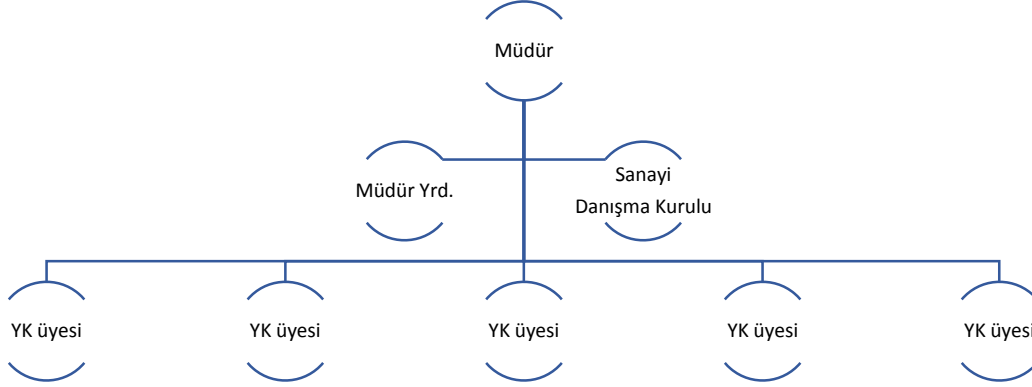 Müdür
Müdür Yrd.
Sanayi
Danışma Kurulu
YK üyesi
YK üyesi
YK üyesi
YK üyesi
YK üyesi